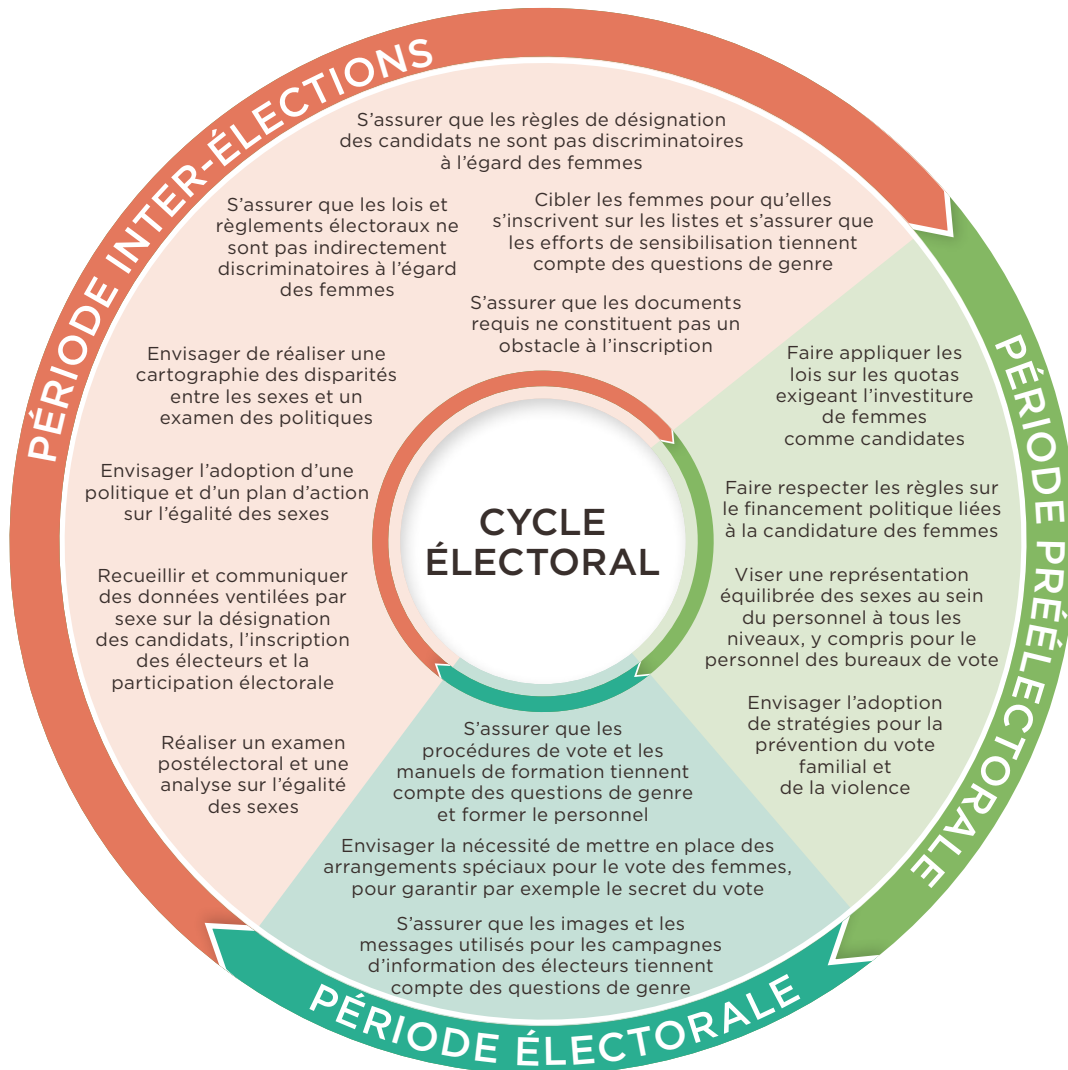 PÉRIODE INTER-ÉLECTIONS
S’assurer que les règles de désignation
des candidats ne sont pas discriminatoires
à l’égard des femmes
S’assurer que les lois et
règlements électoraux ne
sont pas indirectement
discriminatoires à l’égard
des femmes
Cibler les femmes pour qu’elles
s’inscrivent sur les listes et s’assurer que
les efforts de sensibilisation tiennent
compte des questions de genre
S’assurer que les documents
requis ne constituent pas un
obstacle à l’inscription
Envisager de réaliser une
cartographie des disparités
entre les sexes et un
examen des politiques
Envisager l’adoption d’une
politique et d’un plan d’action
sur l’égalité des sexes
Recueillir et communiquer
des données ventilées par
sexe sur la désignation
des candidats, l’inscription
des électeurs et la
participation électorale
Réaliser un examen
postélectoral et une
analyse sur l’égalité
des sexes
CYCLE
ÉLECTORAL
PÉRIODE PRÉÉLECTORALE
Faire appliquer les
lois sur les quotas
exigeant l’investiture
de femmes
comme candidates
Faire respecter les règles sur
le financement politique liées
à la candidature des femmes
Viser une représentation
équilibrée des sexes au sein
du personnel à tous les
niveaux, y compris pour le
personnel des bureaux de vote
Envisager l’adoption
de stratégies pour la
prévention du vote
familial et
de la violence
S’assurer que les
procédures de vote et les
manuels de formation tiennent
compte des questions de genre
et former le personnel
Envisager la nécessité de mettre en place des
arrangements spéciaux pour le vote des femmes,
pour garantir par exemple le secret du vote
S’assurer que les images et les
messages utilisés pour les campagnes
d’information des électeurs tiennent
compte des questions de genre
PÉRIODE ÉLECTORALE